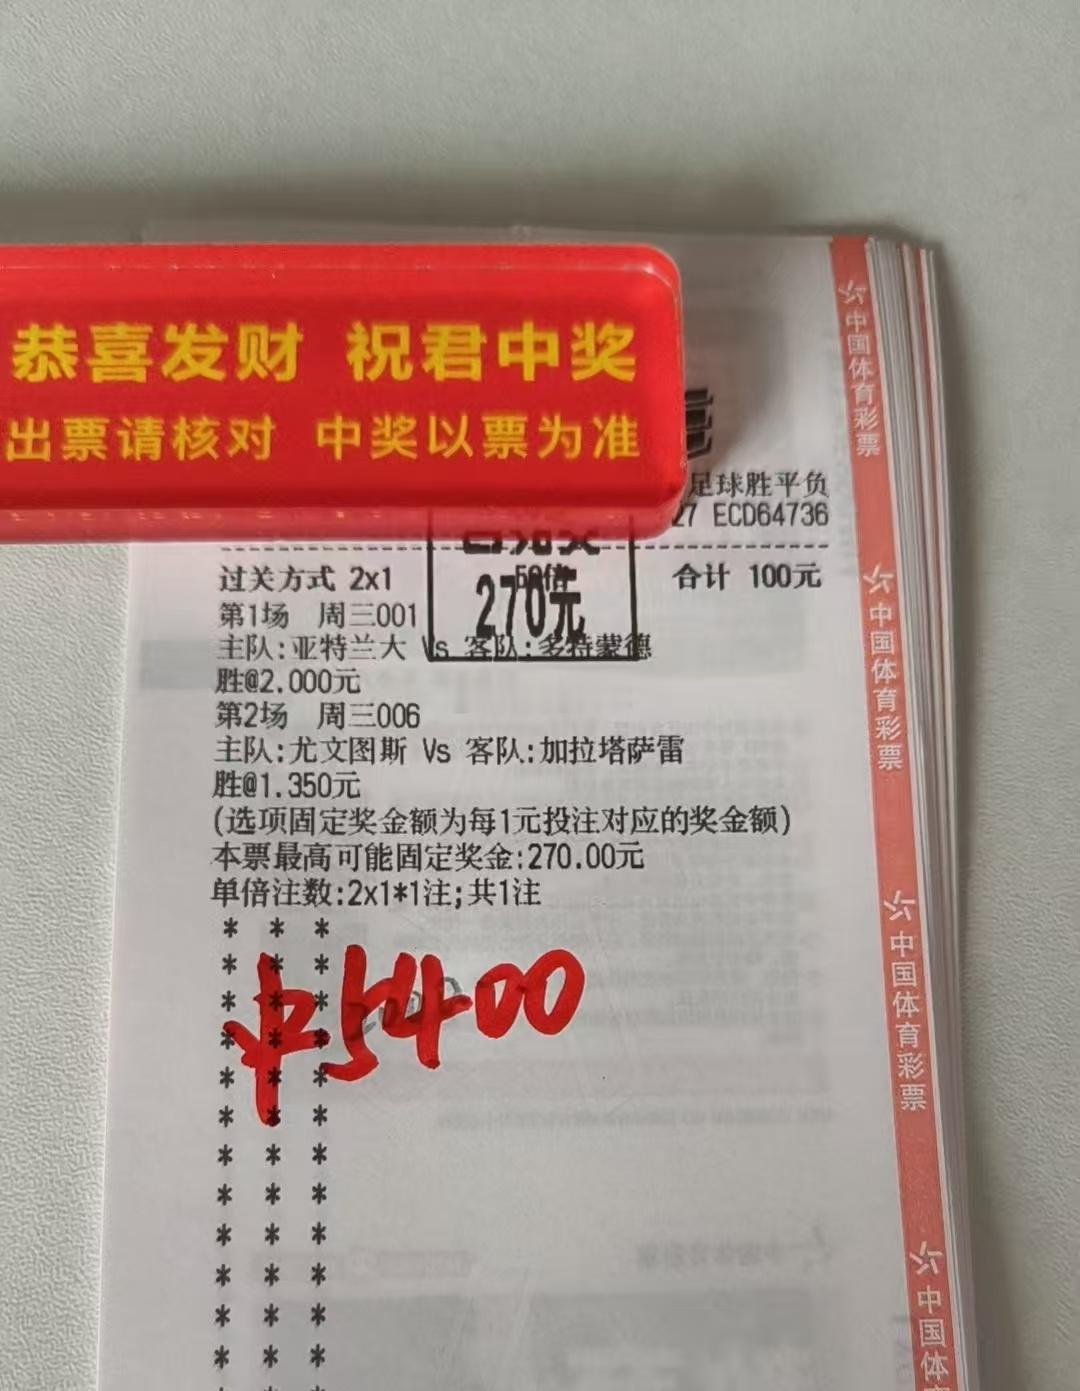 恭喜发财 祝君中奖
出票请核对 中奖以票为准
足球胜平负
27 ECD64736
270元
过关方式 2x1 50倍 合计 100元
第1场 周三001
主队:亚特兰大 Vs 客队:多特蒙德
胜@2.000元
第2场 周三006
主队:尤文图斯 Vs 客队:加拉塔萨雷
胜@1.350元
(选项固定奖金额为每1元投注对应的奖金额)
本票最高可能固定奖金:270.00元
单倍注数:2x1*1注;共1注
中5400
中国体育彩票
中国体育彩票
中国体育彩票
中国体